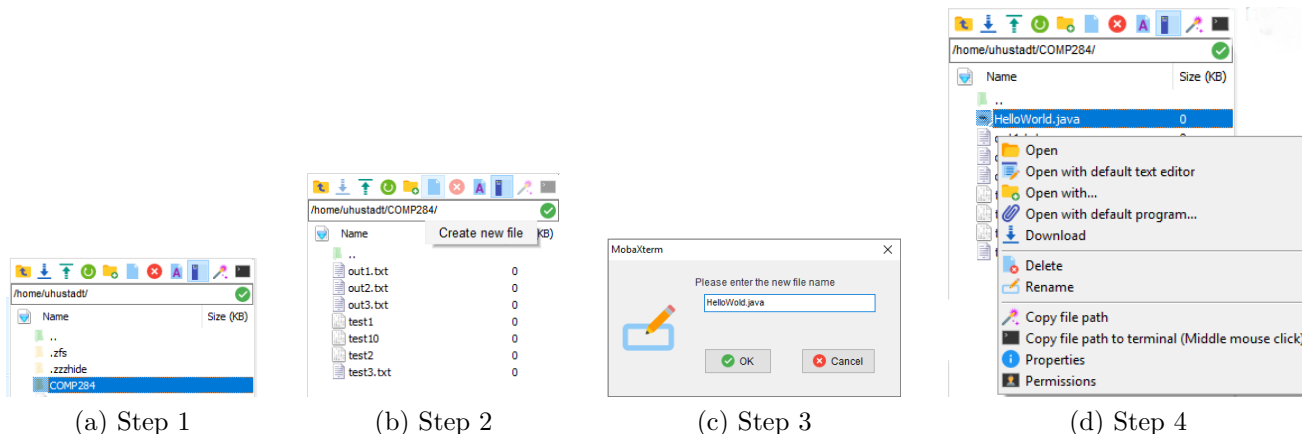 /home/uhustadt/
Name Size (KB)
..
.zfs
.zzzhide
COMP284
(a) Step 1
/home/uhustadt/COMP284/
Name Create new file KB)
..
out1.txt 0
out2.txt 0
out3.txt 0
test1 0
test10 0
test2 0
test3.txt 0
(b) Step 2
MobaXterm
Please enter the new file name
HelloWold.java
OK Cancel
(c) Step 3
/home/uhustadt/COMP284/
Name Size (KB)
..
HelloWorld.java 0
Open
Open with default text editor
Open with...
Open with default program...
Download
Delete
Rename
Copy file path
Copy file path to terminal (Middle mouse click)
Properties
Permissions
(d) Step 4